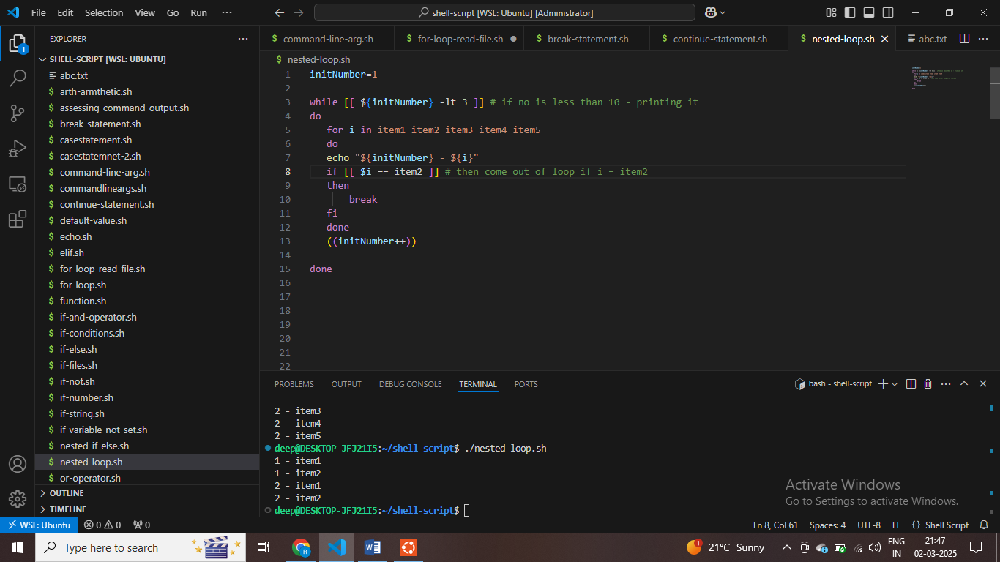 File Edit Selection View Go Run ··· shell-script [WSL: Ubuntu] [Administrator]
EXPLORER ···
SHELL-SCRIPT [WSL: UBUNTU]
abc.txt
arth-armthetic.sh
assessing-command-output.sh
break-statement.sh
casestatement.sh
casestatemnet-2.sh
command-line-arg.sh
commandlineargs.sh
continue-statement.sh
default-value.sh
echo.sh
elif.sh
for-loop-read-file.sh
for-loop.sh
function.sh
if-and-operator.sh
if-conditions.sh
if-else.sh
if-files.sh
if-not.sh
if-number.sh
if-string.sh
if-variable-not-set.sh
nested-if-else.sh
nested-loop.sh
or-operator.sh
OUTLINE
TIMELINE
1
$ command-line-arg.sh $ for-loop-read-file.sh $ break-statement.sh $ continue-statement.sh $ nested-loop.sh abc.txt ···
$ nested-loop.sh
1 initNumber=1
2
3 while [[ ${initNumber} -lt 3 ]] # if no is less than 10 - printing it
4 do
5 for i in item1 item2 item3 item4 item5
6 do
7 echo "${initNumber} - ${i}"
8 if [[ $i == item2 ]] # then come out of loop if i = item2
9 then
10 break
11 fi
12 done
13 ((initNumber++))
14
15 done
16
17
18
19
20
21
22
PROBLEMS OUTPUT DEBUG CONSOLE TERMINAL PORTS bash - shell-script ···
2 - item3
2 - item4
2 - item5
deep@DESKTOP-JFJ21I5:~/shell-script$ ./nested-loop.sh
1 - item1
1 - item2
2 - item1
2 - item2
deep@DESKTOP-JFJ21I5:~/shell-script$
Activate Windows
Go to Settings to activate Windows.
WSL: Ubuntu 0 0 0 Ln 8, Col 61 Spaces: 4 UTF-8 LF {} Shell Script
Type here to search 1 21°C Sunny ENG IN 21:47 02-03-2025